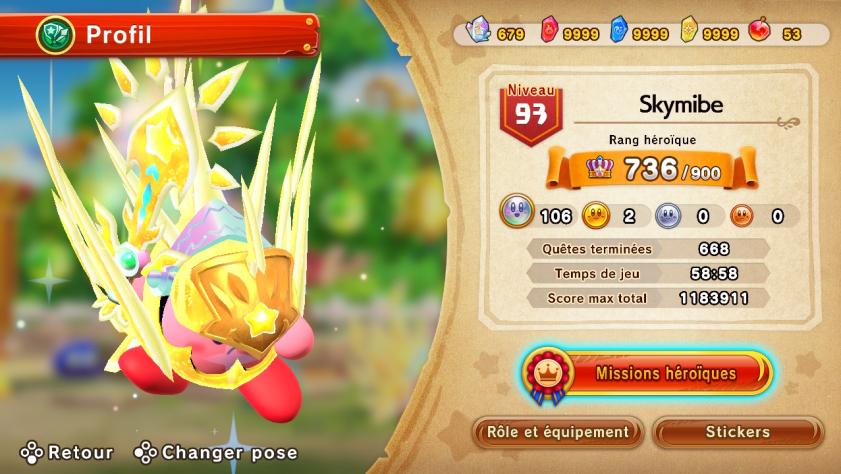 Profil
679 9999 9999 9999 53
Niveau
93
Skymibe
Rang héroïque
736/900
106 2 0 0
Quêtes terminées 668
Temps de jeu 58:58
Score max total 1183911
Missions héroïques
Rôle et équipement Stickers
Retour Changer pose